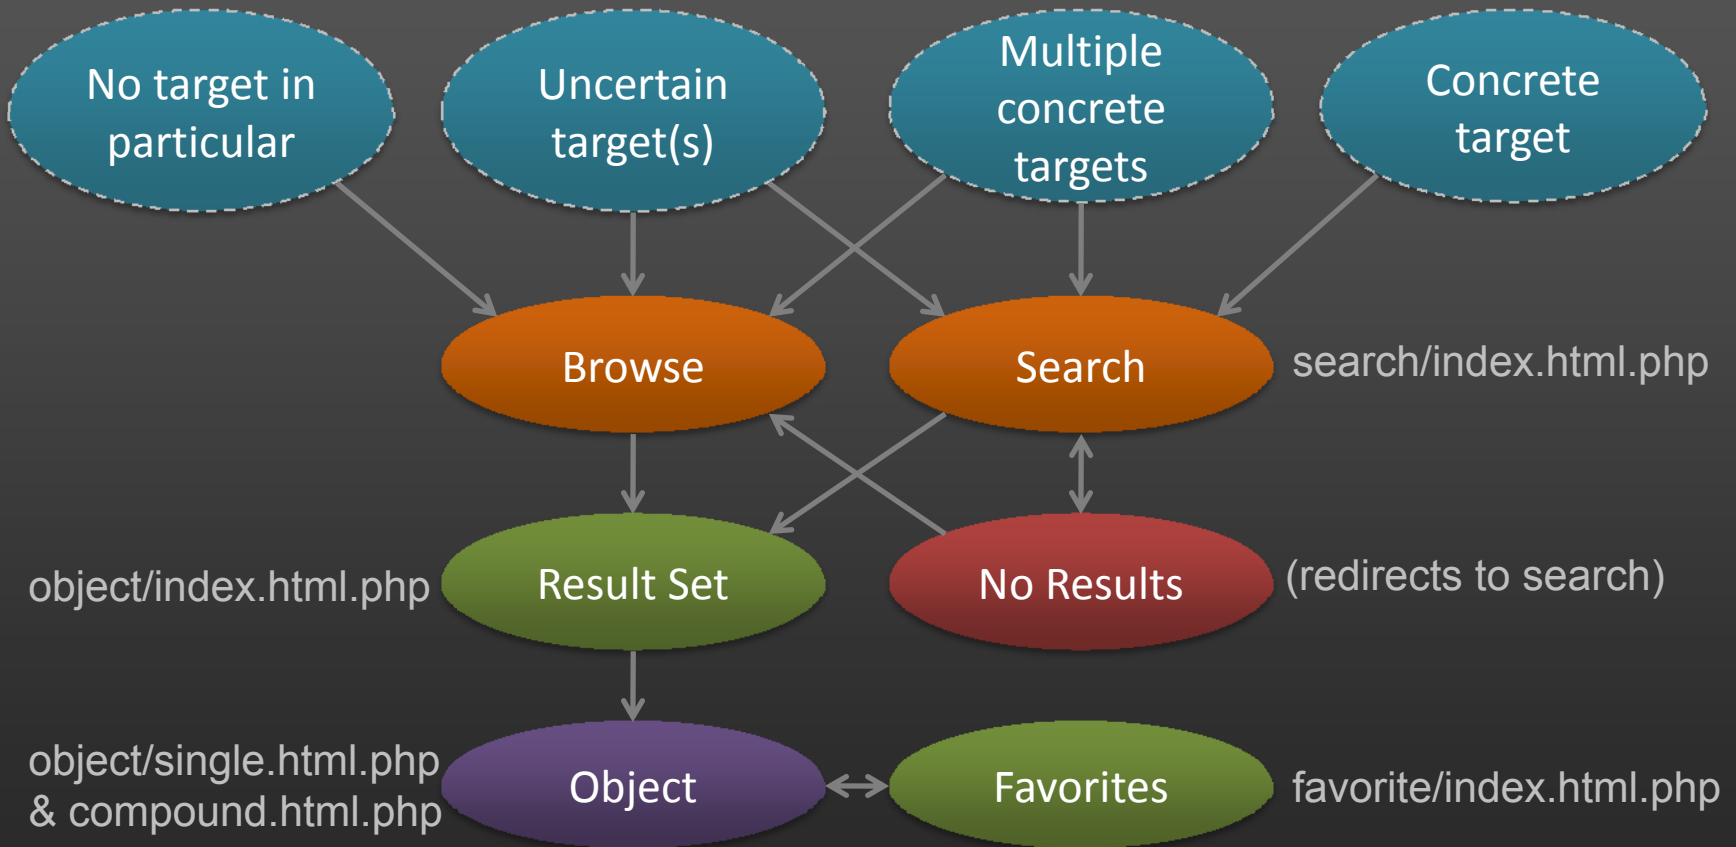 No target in
particular
Uncertain
target(s)
Multiple
concrete
targets
Concrete
target
Browse
Search
search/index.html.php
object/index.html.php
Result Set
No Results
(redirects to search)
object/single.html.php
& compound.html.php
Object
Favorites
favorite/index.html.php